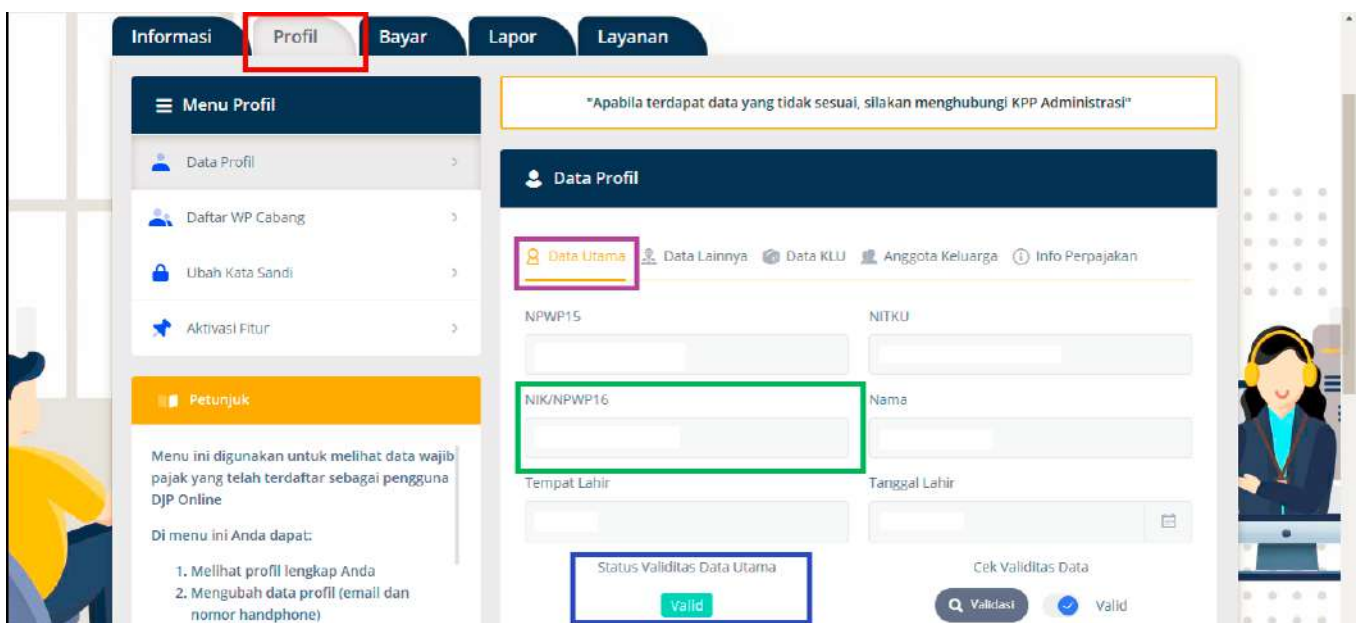 Informasi Profil Bayar Lapor Layanan
Menu Profil
Data Profil
Daftar WP Cabang
Ubah Kata Sandi
Aktivasi Fitur
Petunjuk
Menu ini digunakan untuk melihat data wajib
pajak yang telah terdaftar sebagai pengguna
DJP Online
Di menu ini Anda dapat:
1. Melihat profil lengkap Anda
2. Mengubah data profil (email dan
nomor handphone)
"Apabila terdapat data yang tidak sesuai, silakan menghubungi KPP Administrasi"
Data Profil
Data Utama Data Lainnya Data KLU Anggota Keluarga Info Perpajakan
NPWP15 NITKU
NIK/NPWP16 Nama
Tempat Lahir Tanggal Lahir
Status Validitas Data Utama Cek Validitas Data
Valid Validasi Valid